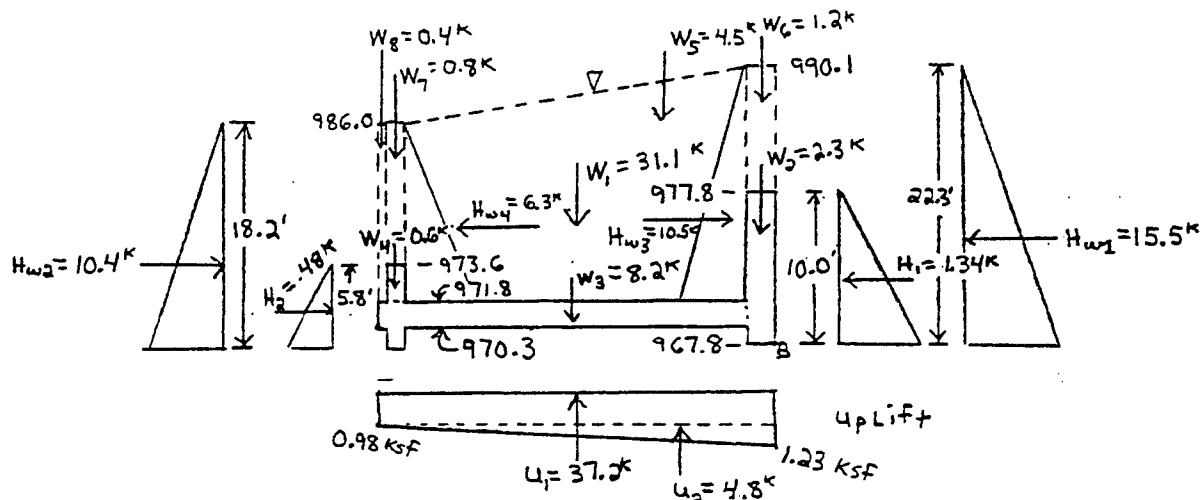 W₈=0.4ᴷ
W₇=0.8ᴷ
W₅=4.5ᴷ
W₆=1.2ᴷ
990.1
986.0
W₁=31.1ᴷ
W₂=2.3ᴷ
977.8
22.3'
18.2'
Hw4=6.3ᴷ
Hw3=10.5
Hw1=15.5ᴷ
Hw2=10.4ᴷ
W₄=0.6ᴷ
973.6
10.0'
H₁=1.34ᴷ
H₂=.48ᴷ
5.8'
971.8
W₃=8.2ᴷ
970.3
967.8
B
UpLift
0.98 Ksf
1.23 Ksf
U₁=37.2ᴷ
U₂=4.8ᴷ